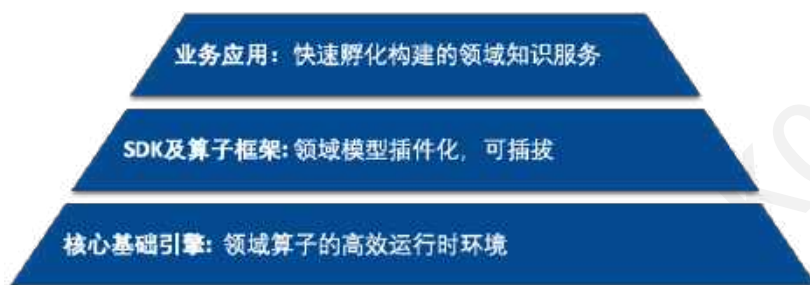 业务应用：快速孵化构建的领域知识服务
SDK及算子框架: 领域模型插件化，可插拔
核心基础引擎: 领域算子的高效运行时环境